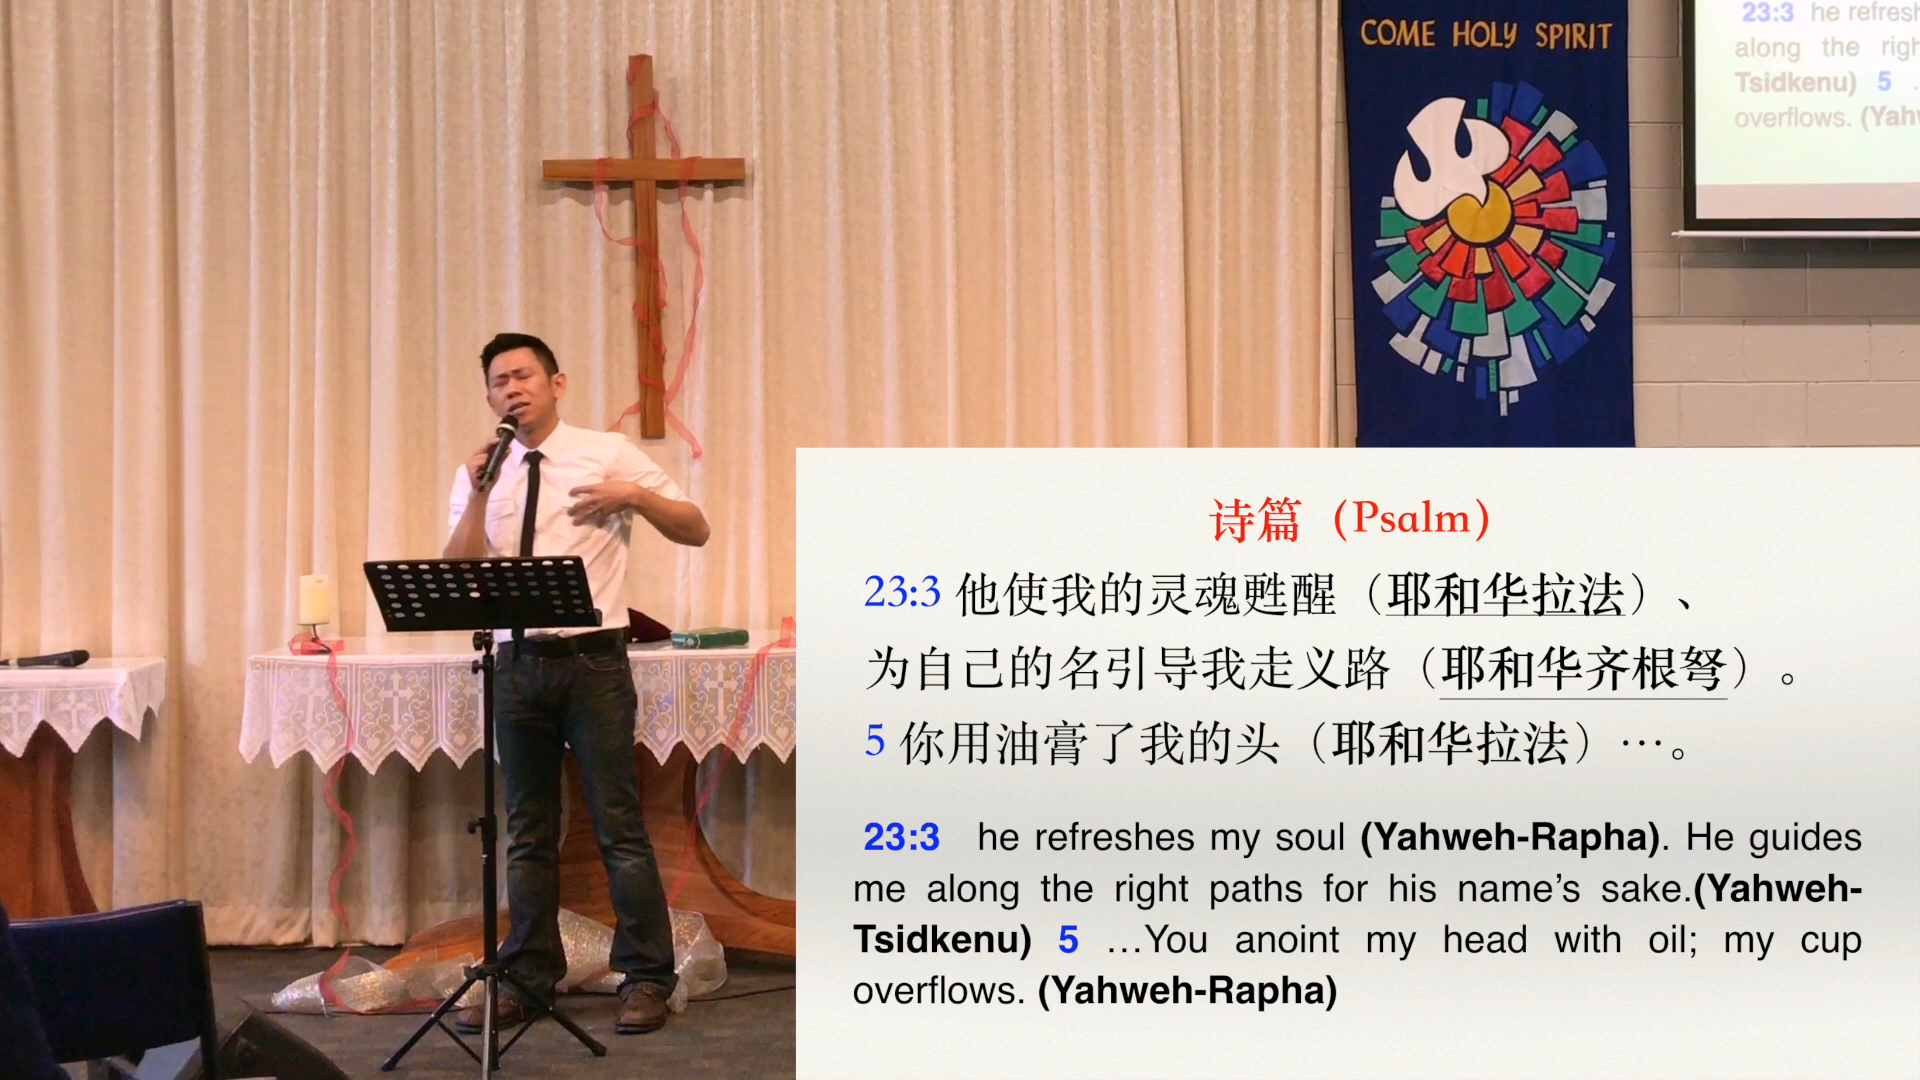 COME HOLY SPIRIT
23:3 he refresh
along the righ
Tsidkenu) 5
overflows. (Yahw
诗篇（Psalm）
23:3 他使我的灵魂甦醒（耶和华拉法）、
为自己的名引导我走义路（耶和华齐根弩）。
5 你用油膏了我的头（耶和华拉法）…。
23:3 he refreshes my soul (Yahweh-Rapha). He guides
me along the right paths for his name’s sake.(Yahweh-
Tsidkenu) 5 …You anoint my head with oil; my cup
overflows. (Yahweh-Rapha)